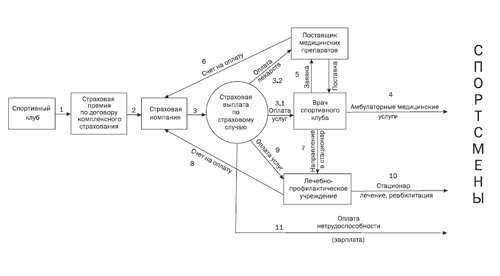 Поставщик
медицинских
препаратов
6
Счет на оплату
Оплата
лекарств
3.2
5
Заявка
Поставка
Спортивный
клуб
1
Страховая
премия
по договору
комплексного
страхования
2
Страховая
компания
3
Страховая
выплата
по
страховому
случаю
3.1
Оплата
услуг
Врач
спортивного
клуба
4
Амбулаторные медицинские
услуги
7
Направление
в стационар
9
Оплата услуг
8
Счет на оплату
Лечебно-
профилактическое
учреждение
10
Стационар
лечение, реабилитация
11
Оплата
нетрудоспособности
(зарплата)
С
П
О
Р
Т
С
М
Е
Н
Ы